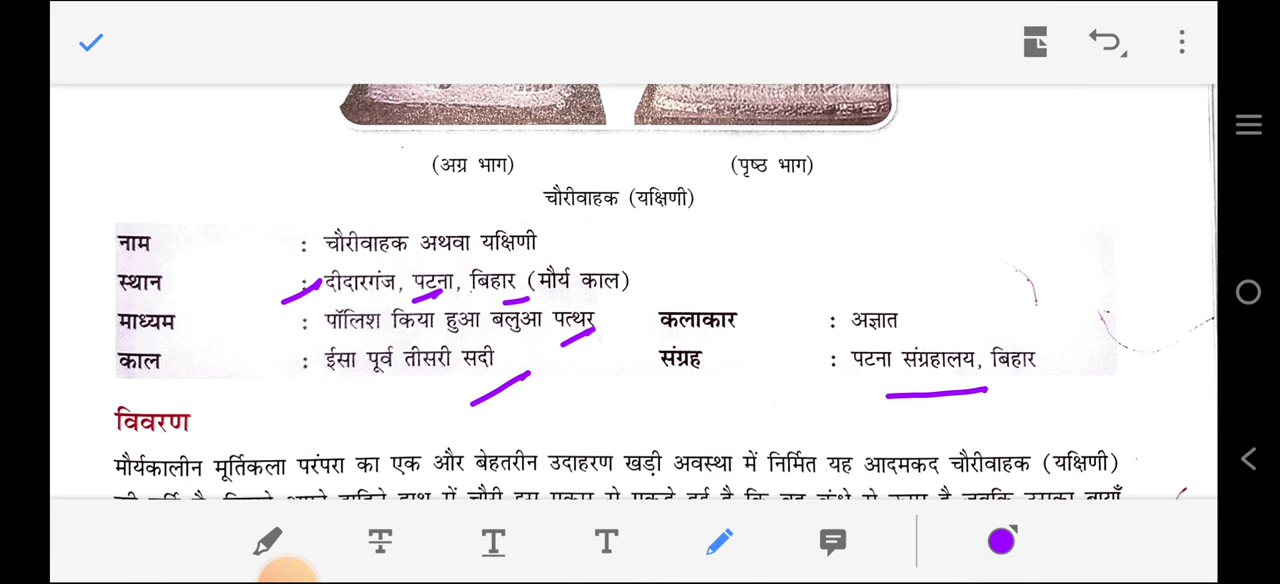 (अग्र भाग) (पृष्ठ भाग)
चौरीवाहक (यक्षिणी)
नाम : चौरीवाहक अथवा यक्षिणी
स्थान : दीदारगंज, पटना, बिहार (मौर्य काल)
माध्यम : पॉलिश किया हुआ बलुआ पत्थर कलाकार : अज्ञात
काल : ईसा पूर्व तीसरी सदी संग्रह : पटना संग्रहालय, बिहार
विवरण
मौर्यकालीन मूर्तिकला परंपरा का एक और बेहतरीन उदाहरण खड़ी अवस्था में निर्मित यह आदमकद चौरीवाहक (यक्षिणी)